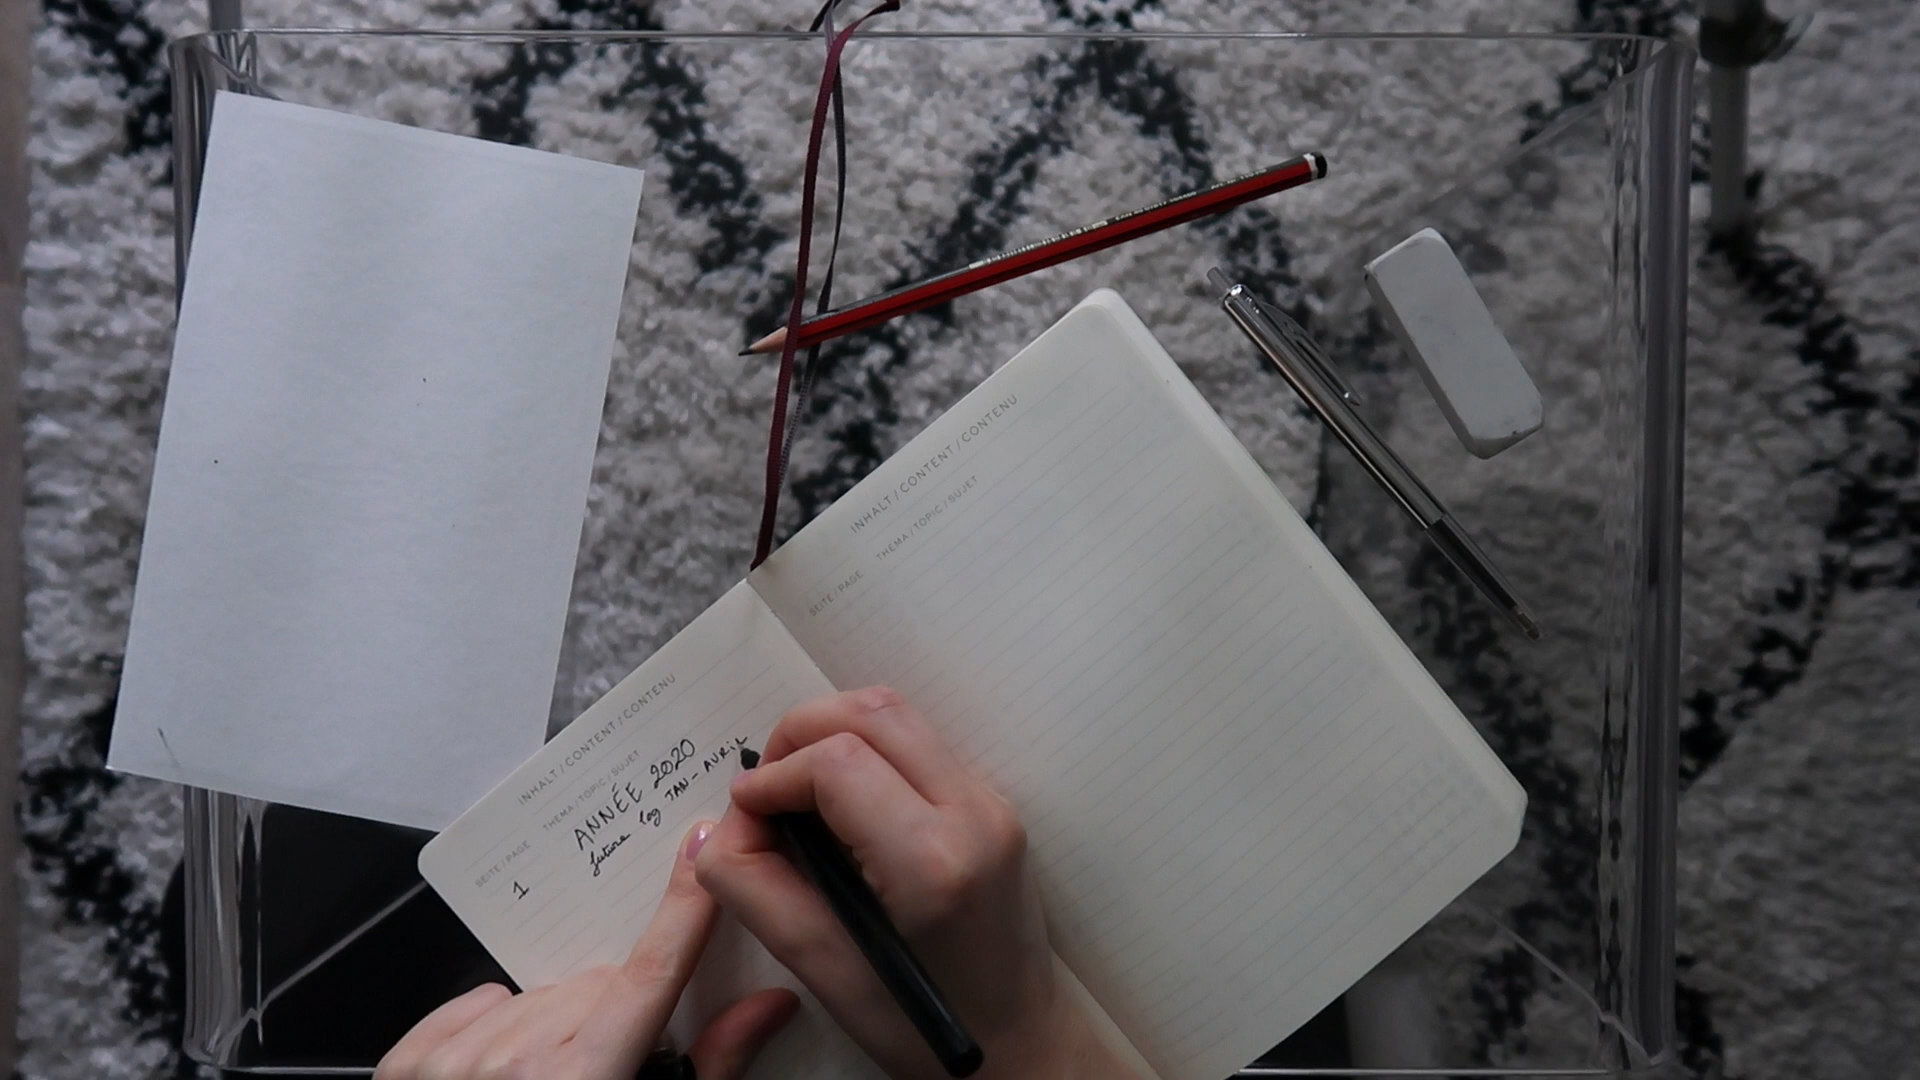 INHALT / CONTENT / CONTENU
SEITE / PAGE THEMA / TOPIC / SUJET
ANNÉE 2020
1 future log JAN - AVRIL
INHALT / CONTENT / CONTENU
SEITE / PAGE THEMA / TOPIC / SUJET